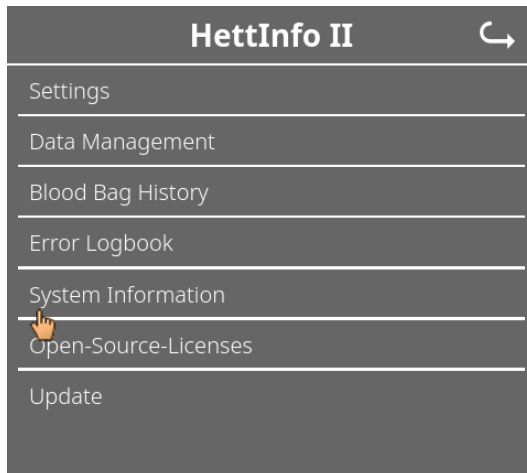 HettInfo II
Settings
Data Management
Blood Bag History
Error Logbook
System Information
Open-Source-Licenses
Update